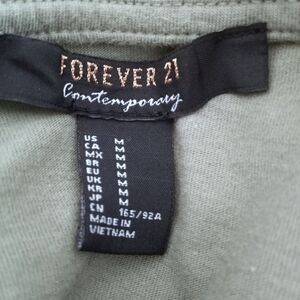 FOREVER 21
Contemporary
US M
CA M
MX M
BR M
EU M
UK M
KR M
JP M
CN 165/92A
MADE IN
VIETNAM